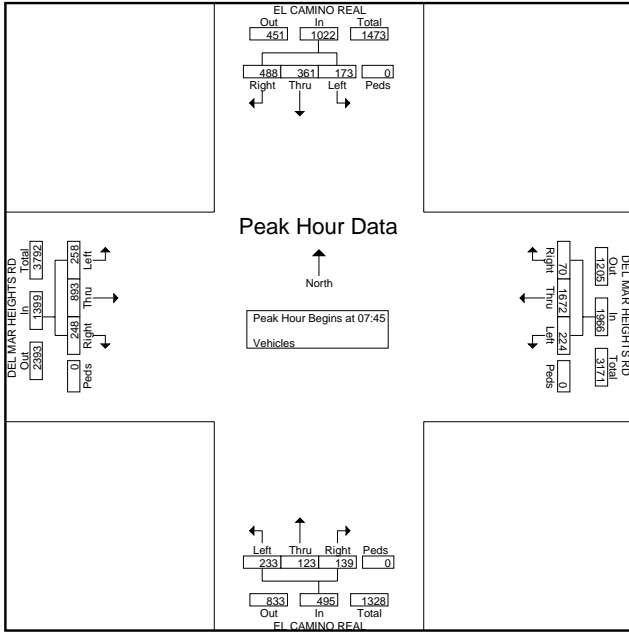 EL CAMINO REAL
Out In Total
451 1022 1473
488 361 173 0
Right Thru Left Peds
Peak Hour Data
North
Peak Hour Begins at 07:45
Vehicles
DEL MAR HEIGHTS RD
Total In Out
3792 1399 2393
258 893 248 0
Left Thru Right Peds
DEL MAR HEIGHTS RD
Out In Total
1205 1966 3171
70 1672 224 0
Right Thru Left Peds
Left Thru Right Peds
233 123 139 0
833 495 1328
Out In Total
EL CAMINO REAL